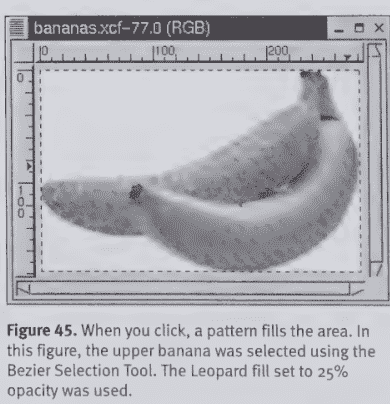 bananas.xcf-77.0 (RGB)
0 100 200
0
100
Figure 45. When you click, a pattern fills the area. In
this figure, the upper banana was selected using the
Bezier Selection Tool. The Leopard fill set to 25%
opacity was used.